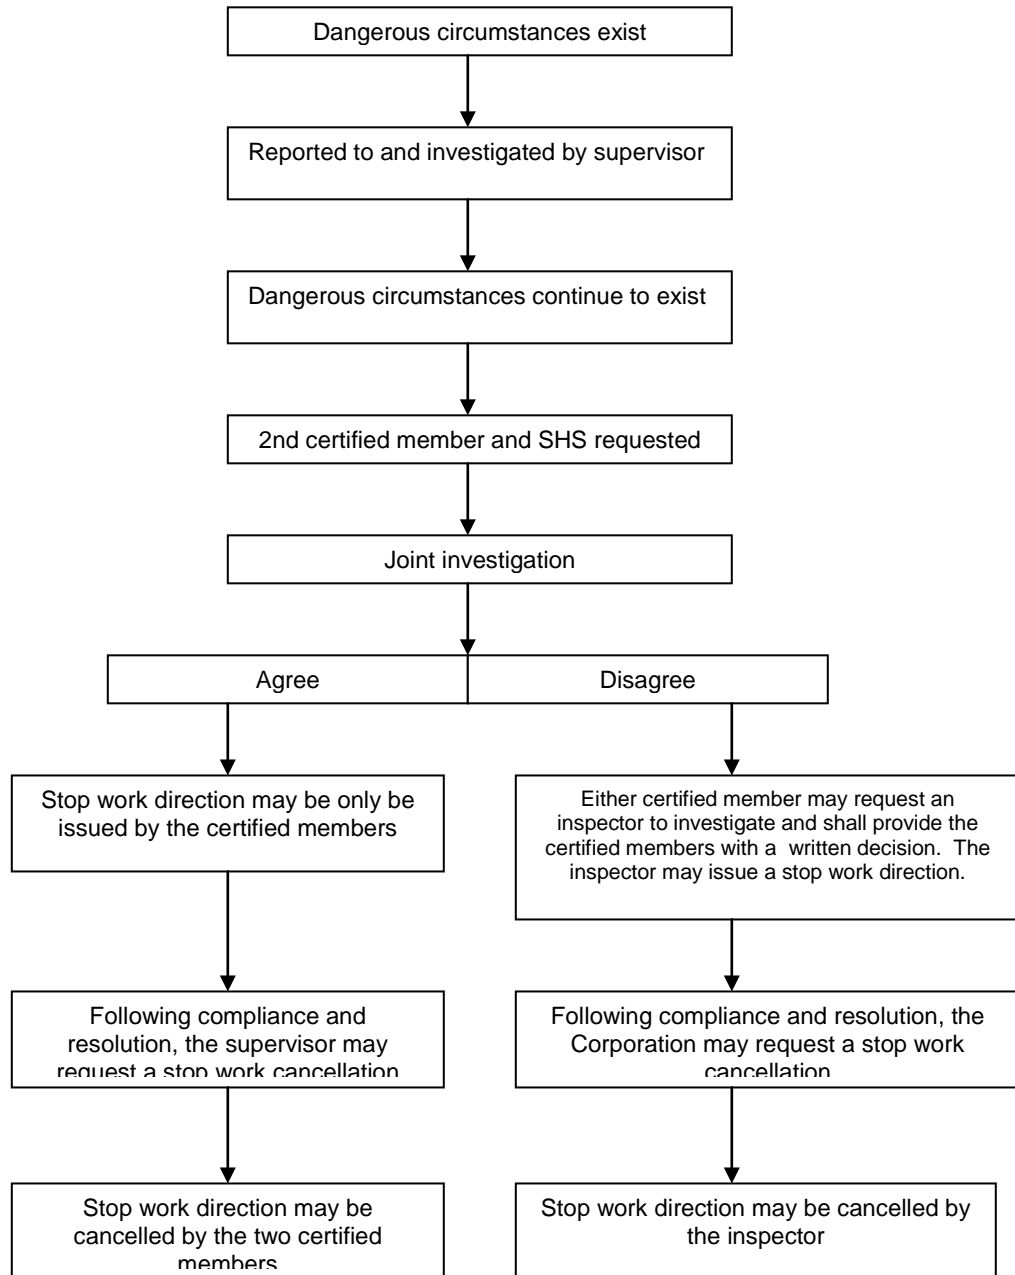 Dangerous circumstances exist
Reported to and investigated by supervisor
Dangerous circumstances continue to exist
2nd certified member and SHS requested
Joint investigation
Agree
Disagree
Stop work direction may be only be
issued by the certified members
Either certified member may request an
inspector to investigate and shall provide the
certified members with a  written decision.  The
inspector may issue a stop work direction.
Following compliance and
resolution, the supervisor may
request a stop work cancellation
Following compliance and resolution, the
Corporation may request a stop work
cancellation
Stop work direction may be
cancelled by the two certified
members
Stop work direction may be cancelled by
the inspector